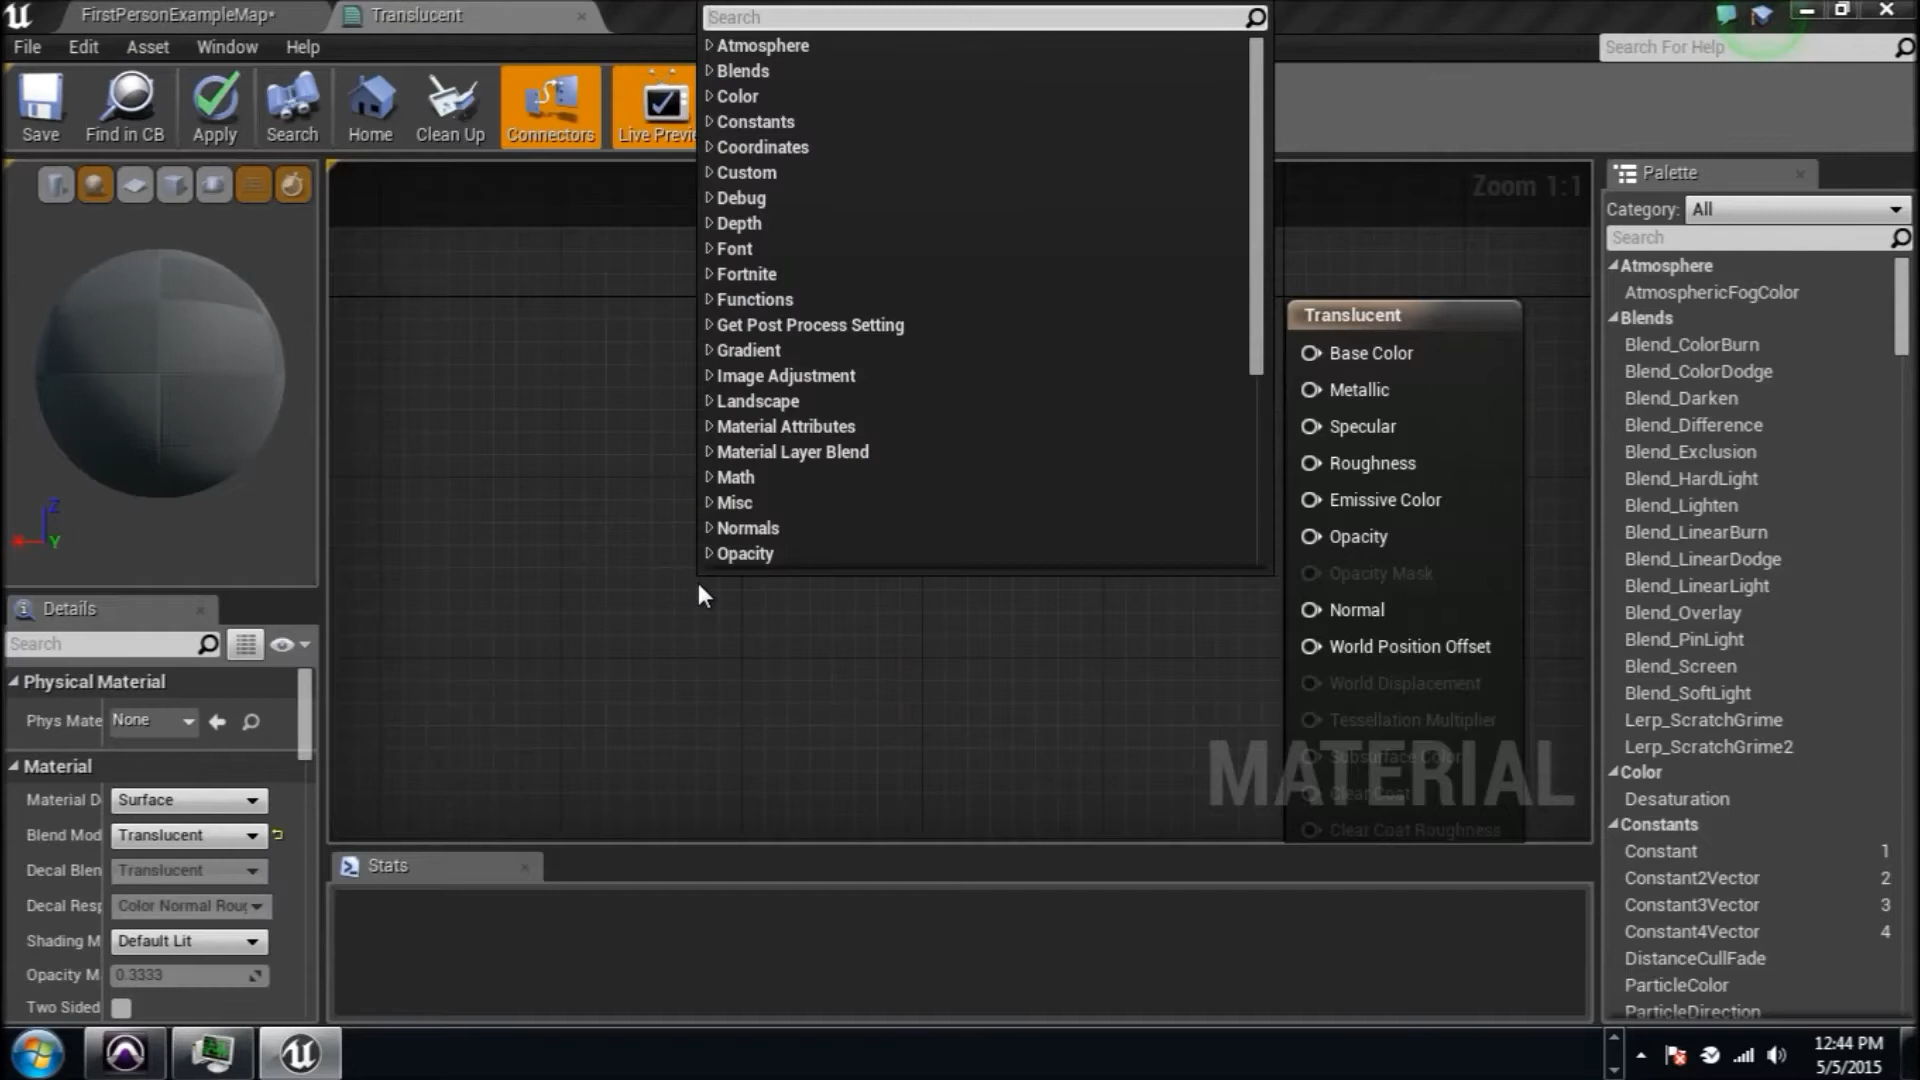 FirstPersonExampleMap*
Translucent
File Edit Asset Window Help
Search For Help
Save
Find in CB
Apply
Search
Home
Clean Up
Connectors
Live Previ
Search
Atmosphere
Blends
Color
Constants
Coordinates
Custom
Debug
Depth
Font
Fortnite
Functions
Get Post Process Setting
Gradient
Image Adjustment
Landscape
Material Attributes
Material Layer Blend
Math
Misc
Normals
Opacity
Zoom 1:1
Translucent
Base Color
Metallic
Specular
Roughness
Emissive Color
Opacity
Opacity Mask
Normal
World Position Offset
World Displacement
Tessellation Multiplier
Subsurface Color
Clear Coat
Clear Coat Roughness
MATERIAL
Z
Y
Details
Search
Physical Material
Phys Mate None
Material
Material D Surface
Blend Mod Translucent
Decal Blen Translucent
Decal Resp Color Normal Roug
Shading M Default Lit
Opacity M 0.3333
Two Sided
Stats
Palette
Category: All
Search
Atmosphere
AtmosphericFogColor
Blends
Blend_ColorBurn
Blend_ColorDodge
Blend_Darken
Blend_Difference
Blend_Exclusion
Blend_HardLight
Blend_Lighten
Blend_LinearBurn
Blend_LinearDodge
Blend_LinearLight
Blend_Overlay
Blend_PinLight
Blend_Screen
Blend_SoftLight
Lerp_ScratchGrime
Lerp_ScratchGrime2
Color
Desaturation
Constants
Constant 1
Constant2Vector 2
Constant3Vector 3
Constant4Vector 4
DistanceCullFade
ParticleColor
ParticleDirection
12:44 PM
5/5/2015